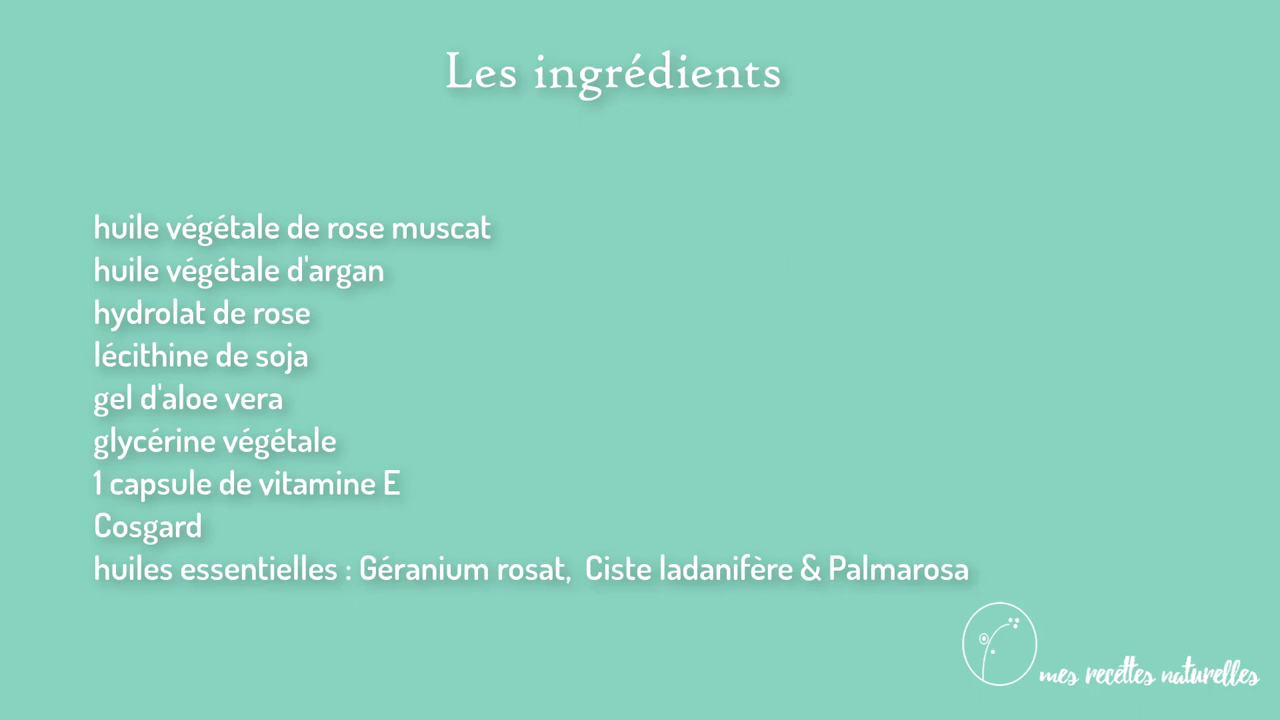 Les ingrédients
huile végétale de rose muscat
huile végétale d'argan
hydrolat de rose
lécithine de soja
gel d'aloe vera
glycérine végétale
1 capsule de vitamine E
Cosgard
huiles essentielles : Géranium rosat, Ciste ladanifère & Palmarosa
mes recettes naturelles